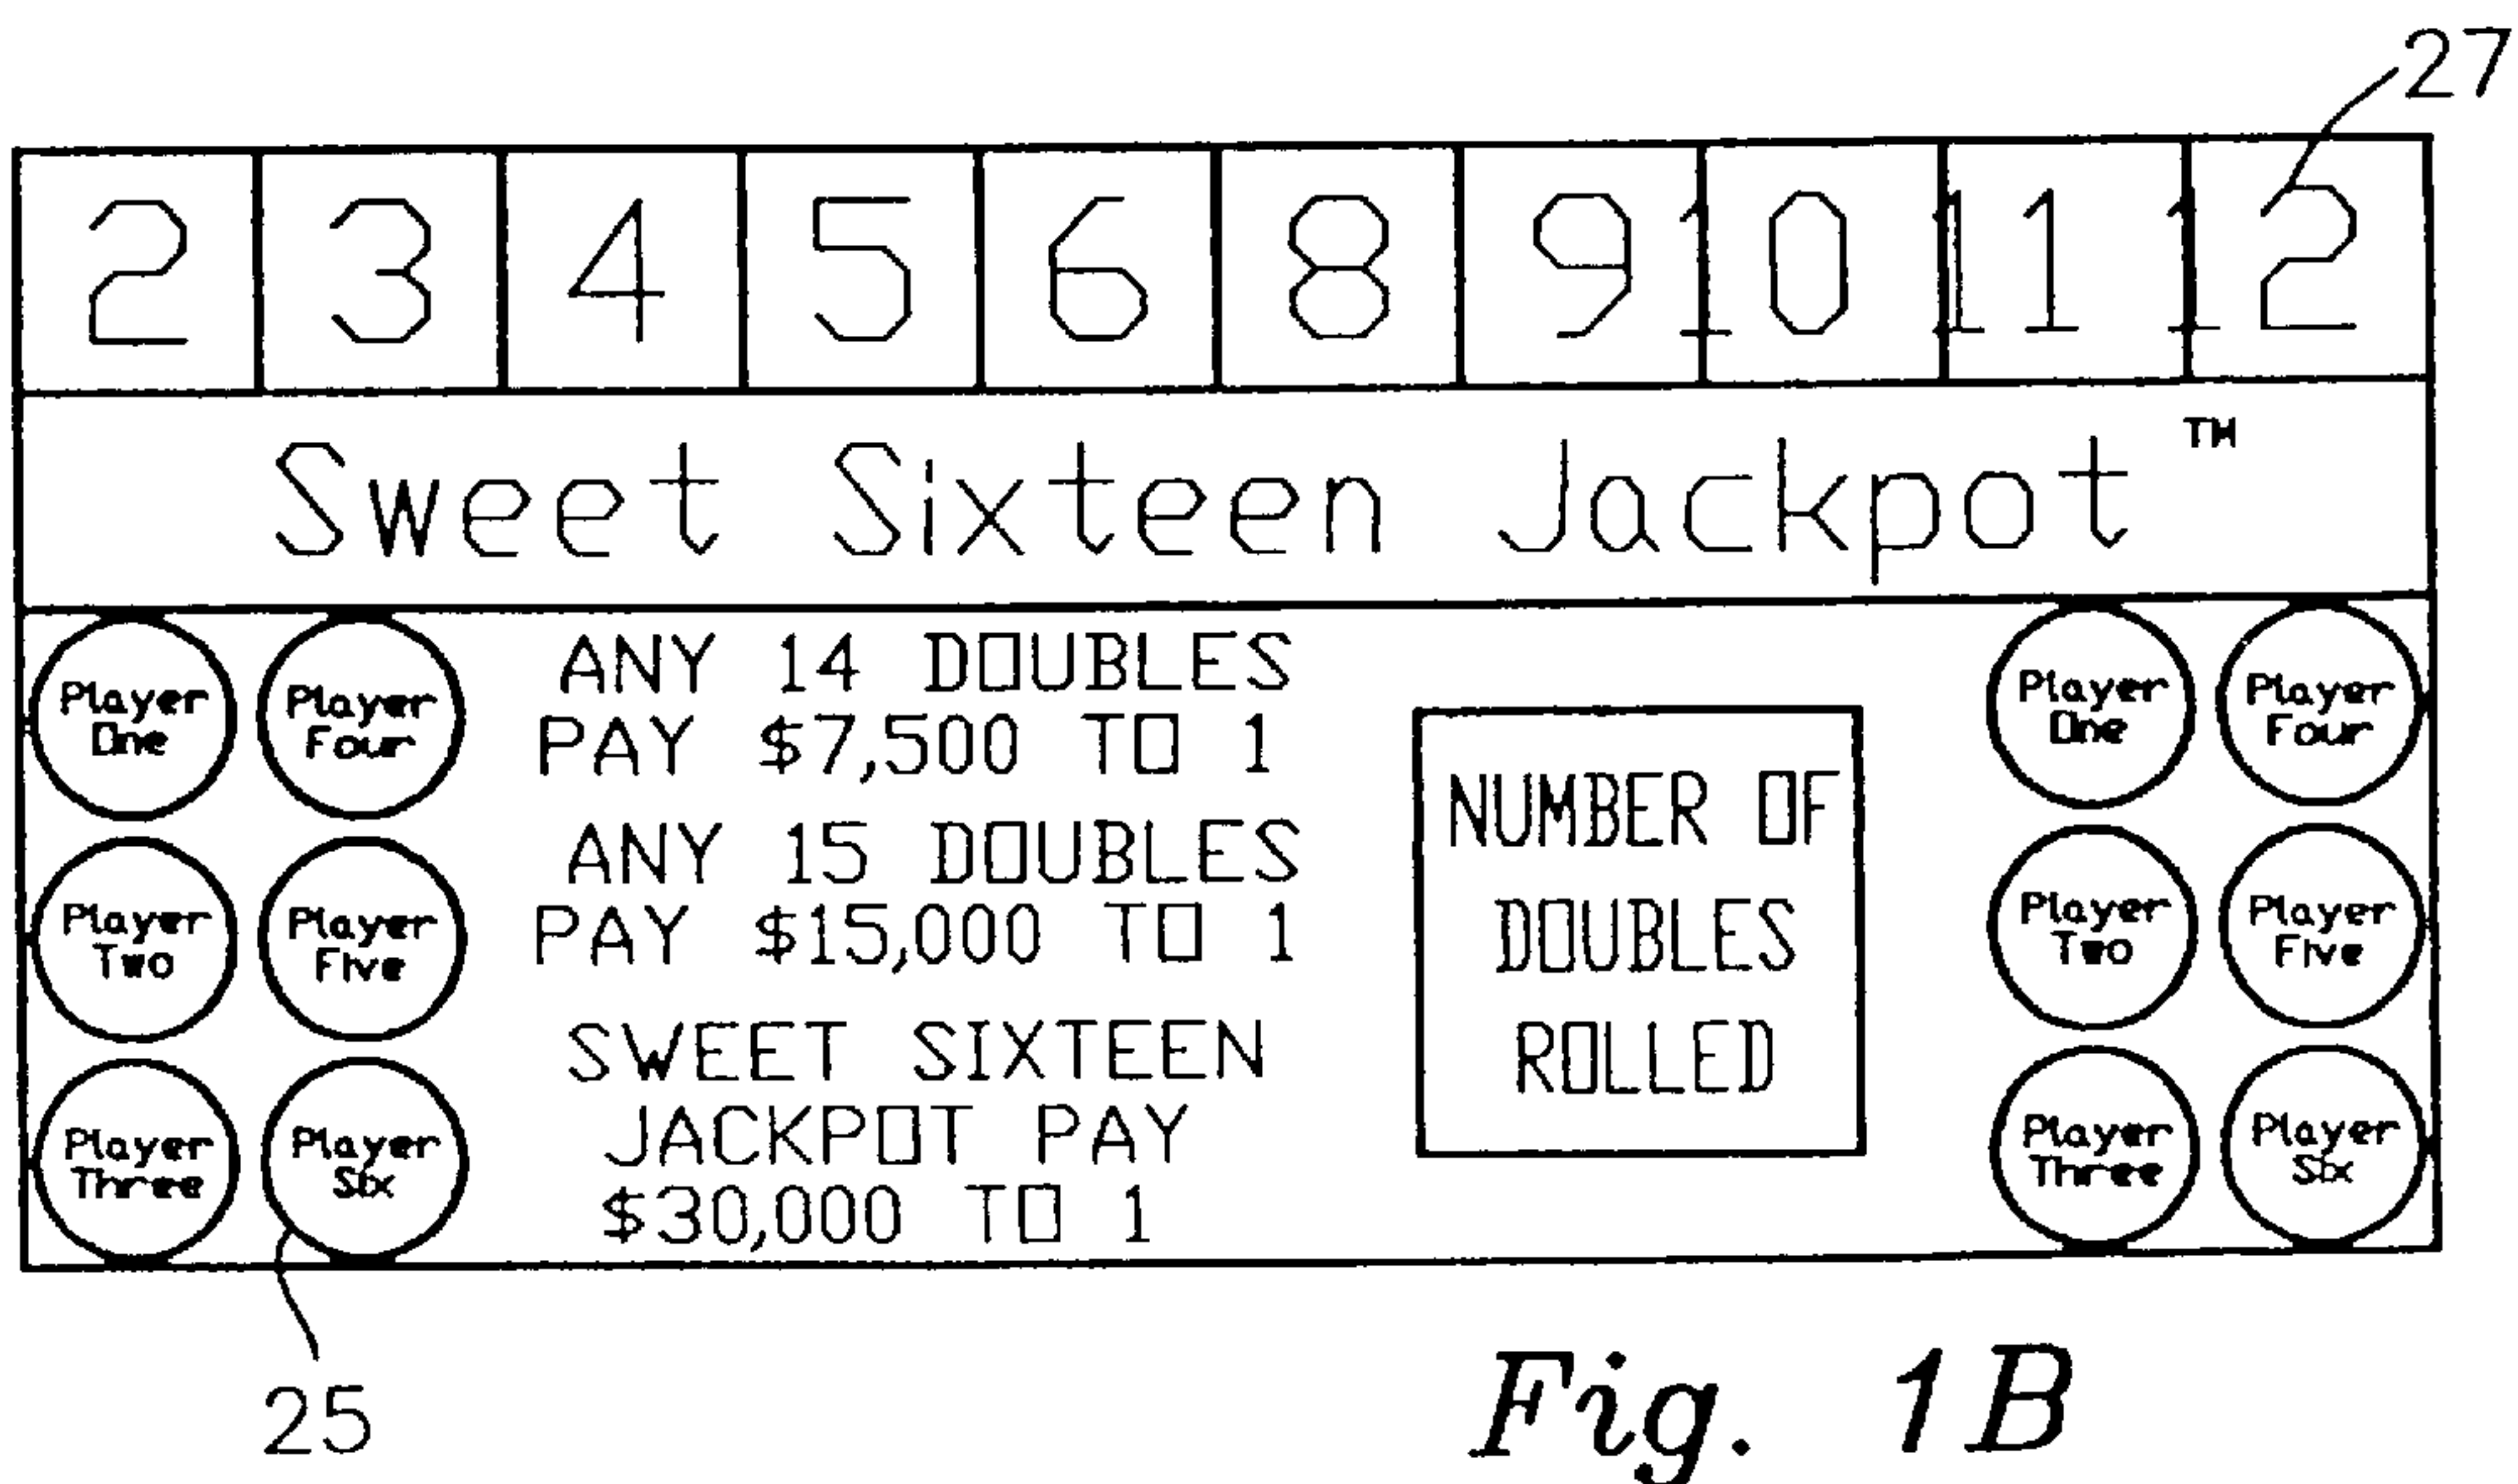 27
2 3 4 5 6 8 9 10 11 12
Sweet Sixteen Jackpot™
Player
One
Player
Four
Player
Two
Player
Five
Player
Three
Player
Six
ANY 14 DOUBLES
PAY $7,500 TO 1
ANY 15 DOUBLES
PAY $15,000 TO 1
SWEET SIXTEEN
JACKPOT PAY
$30,000 TO 1
NUMBER OF
DOUBLES
ROLLED
Player
One
Player
Four
Player
Two
Player
Five
Player
Three
Player
Six
25
Fig. 1B